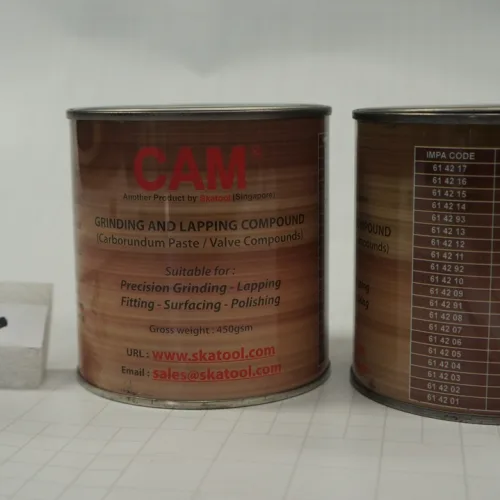 CAM®
Another Product by Skatool (Singapore)
GRINDING AND LAPPING COMPOUND
(Carborundum Paste / Valve Compounds)
Suitable for :
Precision Grinding - Lapping
Fitting - Surfacing - Polishing
Gross weight : 450gsm
URL : www.skatool.com
Email : sales@skatool.com
IMPA CODE
61 42 17
61 42 16
61 42 15
61 42 14
61 42 93
61 42 13
61 42 12
61 42 11
61 42 92
61 42 10
61 42 09
61 42 91
61 42 08
61 42 07
61 42 06
61 42 05
61 42 04
61 42 03
61 42 02
61 42 01